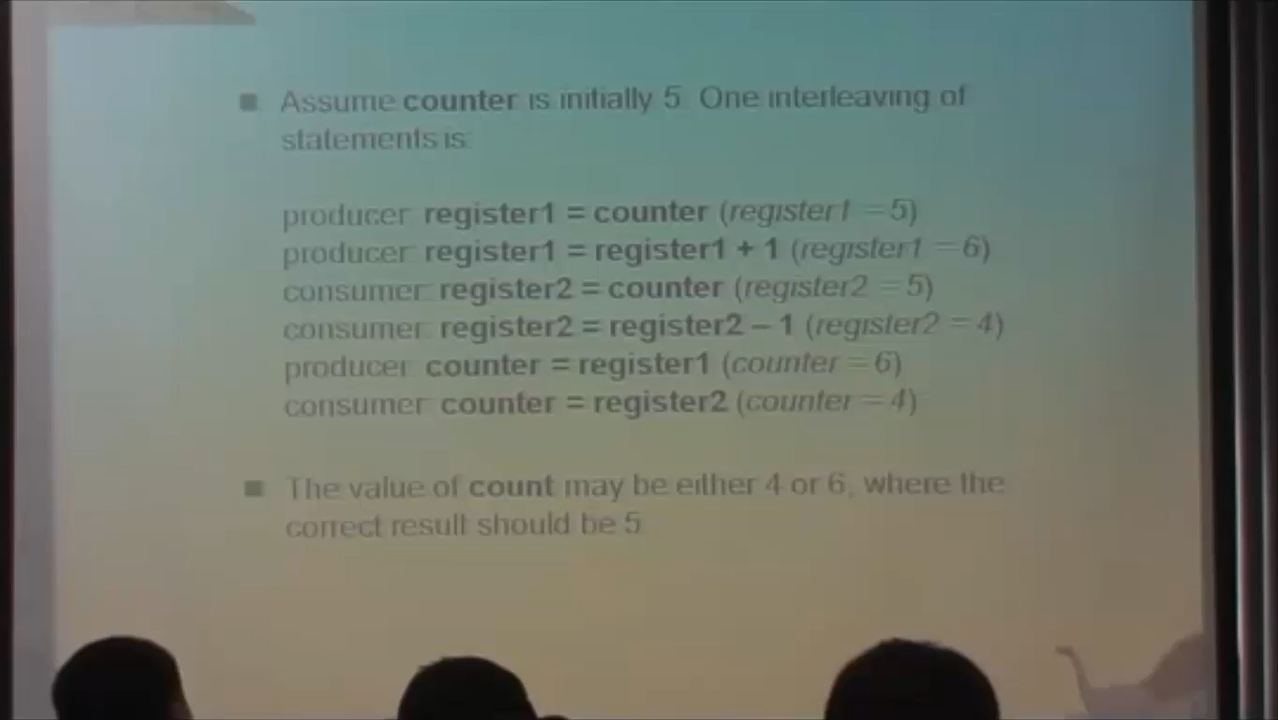 Assume counter is initially 5. One interleaving of
statements is:
producer: register1 = counter (register1 = 5)
producer: register1 = register1 + 1 (register1 = 6)
consumer: register2 = counter (register2 = 5)
consumer: register2 = register2 – 1 (register2 = 4)
producer: counter = register1 (counter = 6)
consumer: counter = register2 (counter = 4)
The value of count may be either 4 or 6, where the
correct result should be 5.